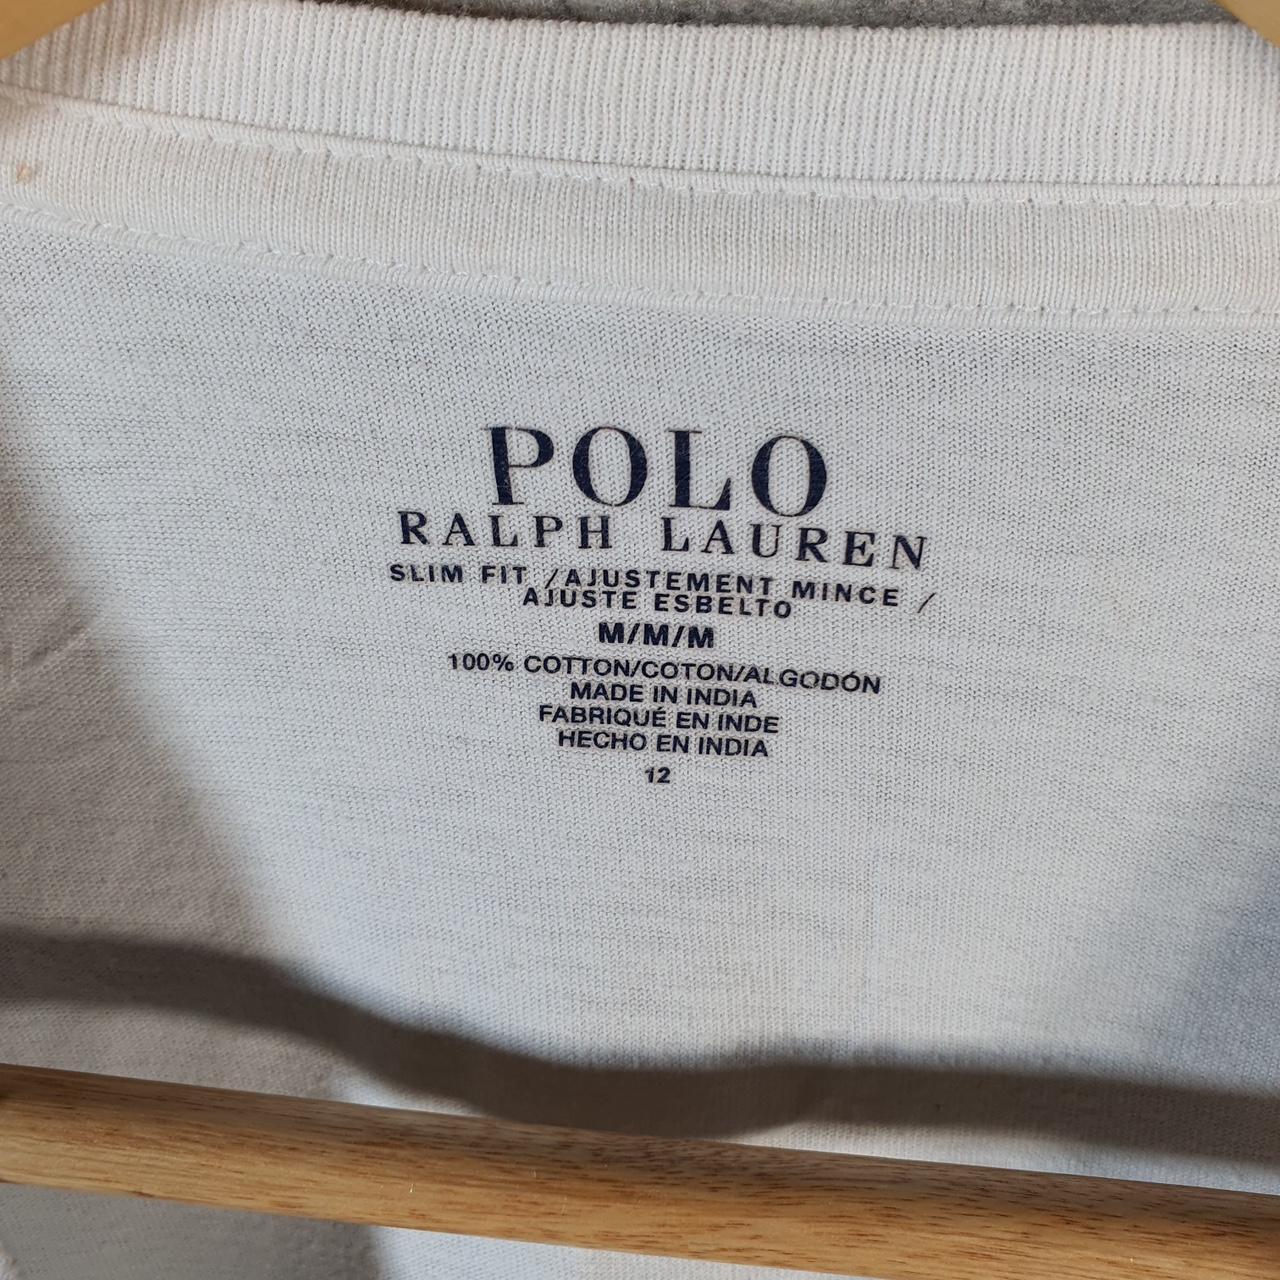 POLO
RALPH LAUREN
SLIM FIT /AJUSTEMENT MINCE /
AJUSTE ESBELTO
M/M/M
100% COTTON/COTON/ALGODÓN
MADE IN INDIA
FABRIQUÉ EN INDE
HECHO EN INDIA
12